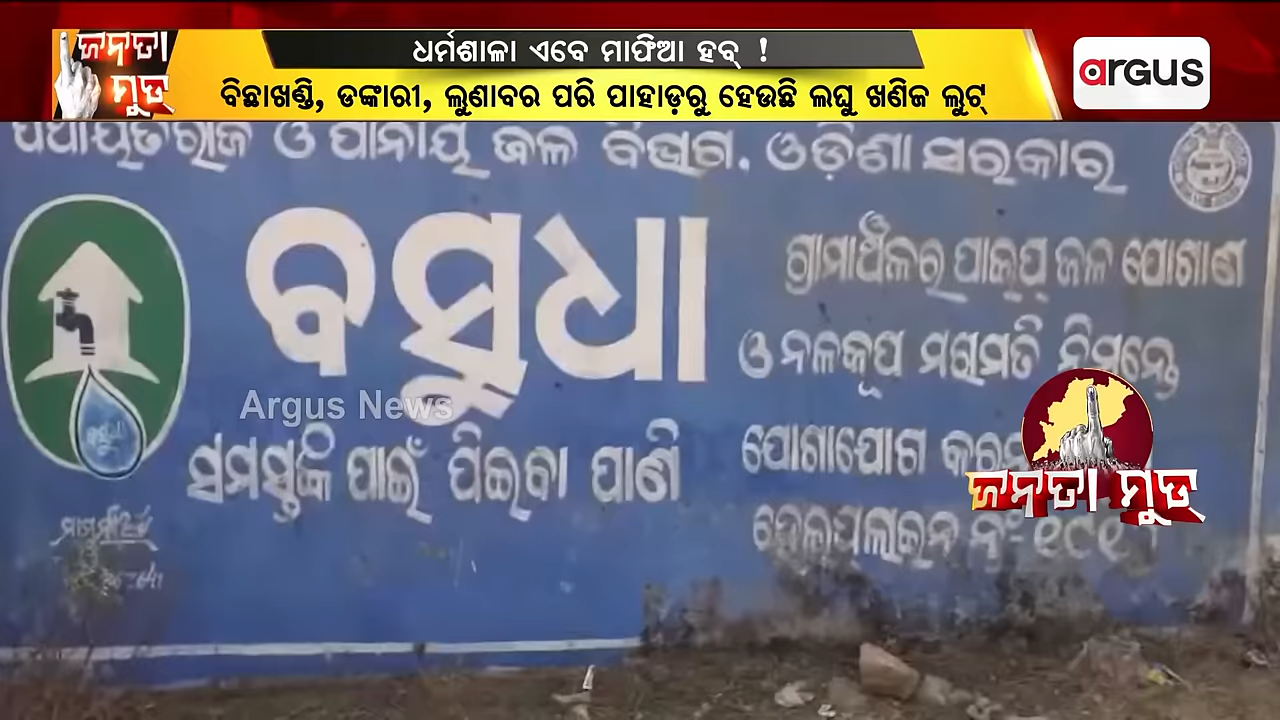 ଜନତା ମୁଡ୍
ଧର୍ମଶାଳା ଏବେ ମାଫିଆ ହବ୍ !
ବିଛାଖଣ୍ଡି, ଡଙ୍କାରୀ, ଲୁଣାବର ପରି ପାହାଡ଼ରୁ ହେଉଛି ଲଘୁ ଖଣିଜ ଲୁଟ୍
argus
ପଞ୍ଚାୟତିରାଜ ଓ ପାନୀୟ ଜଳ ବିଭାଗ, ଓଡ଼ିଶା ସରକାର
ବସୁଧା
ସମସ୍ତଙ୍କ ପାଇଁ ପିଇବା ପାଣି
ଗ୍ରାମାଞ୍ଚଳର ପାଇପ୍ ଜଳ ଯୋଗାଣ
ଓ ନଳକୂପ ମରାମତି ନିମନ୍ତେ
ଯୋଗାଯୋଗ କରନ୍ତୁ
ହେଲ୍ପଲାଇନ ନଂ-
Argus News
ଜନତା ମୁଡ୍